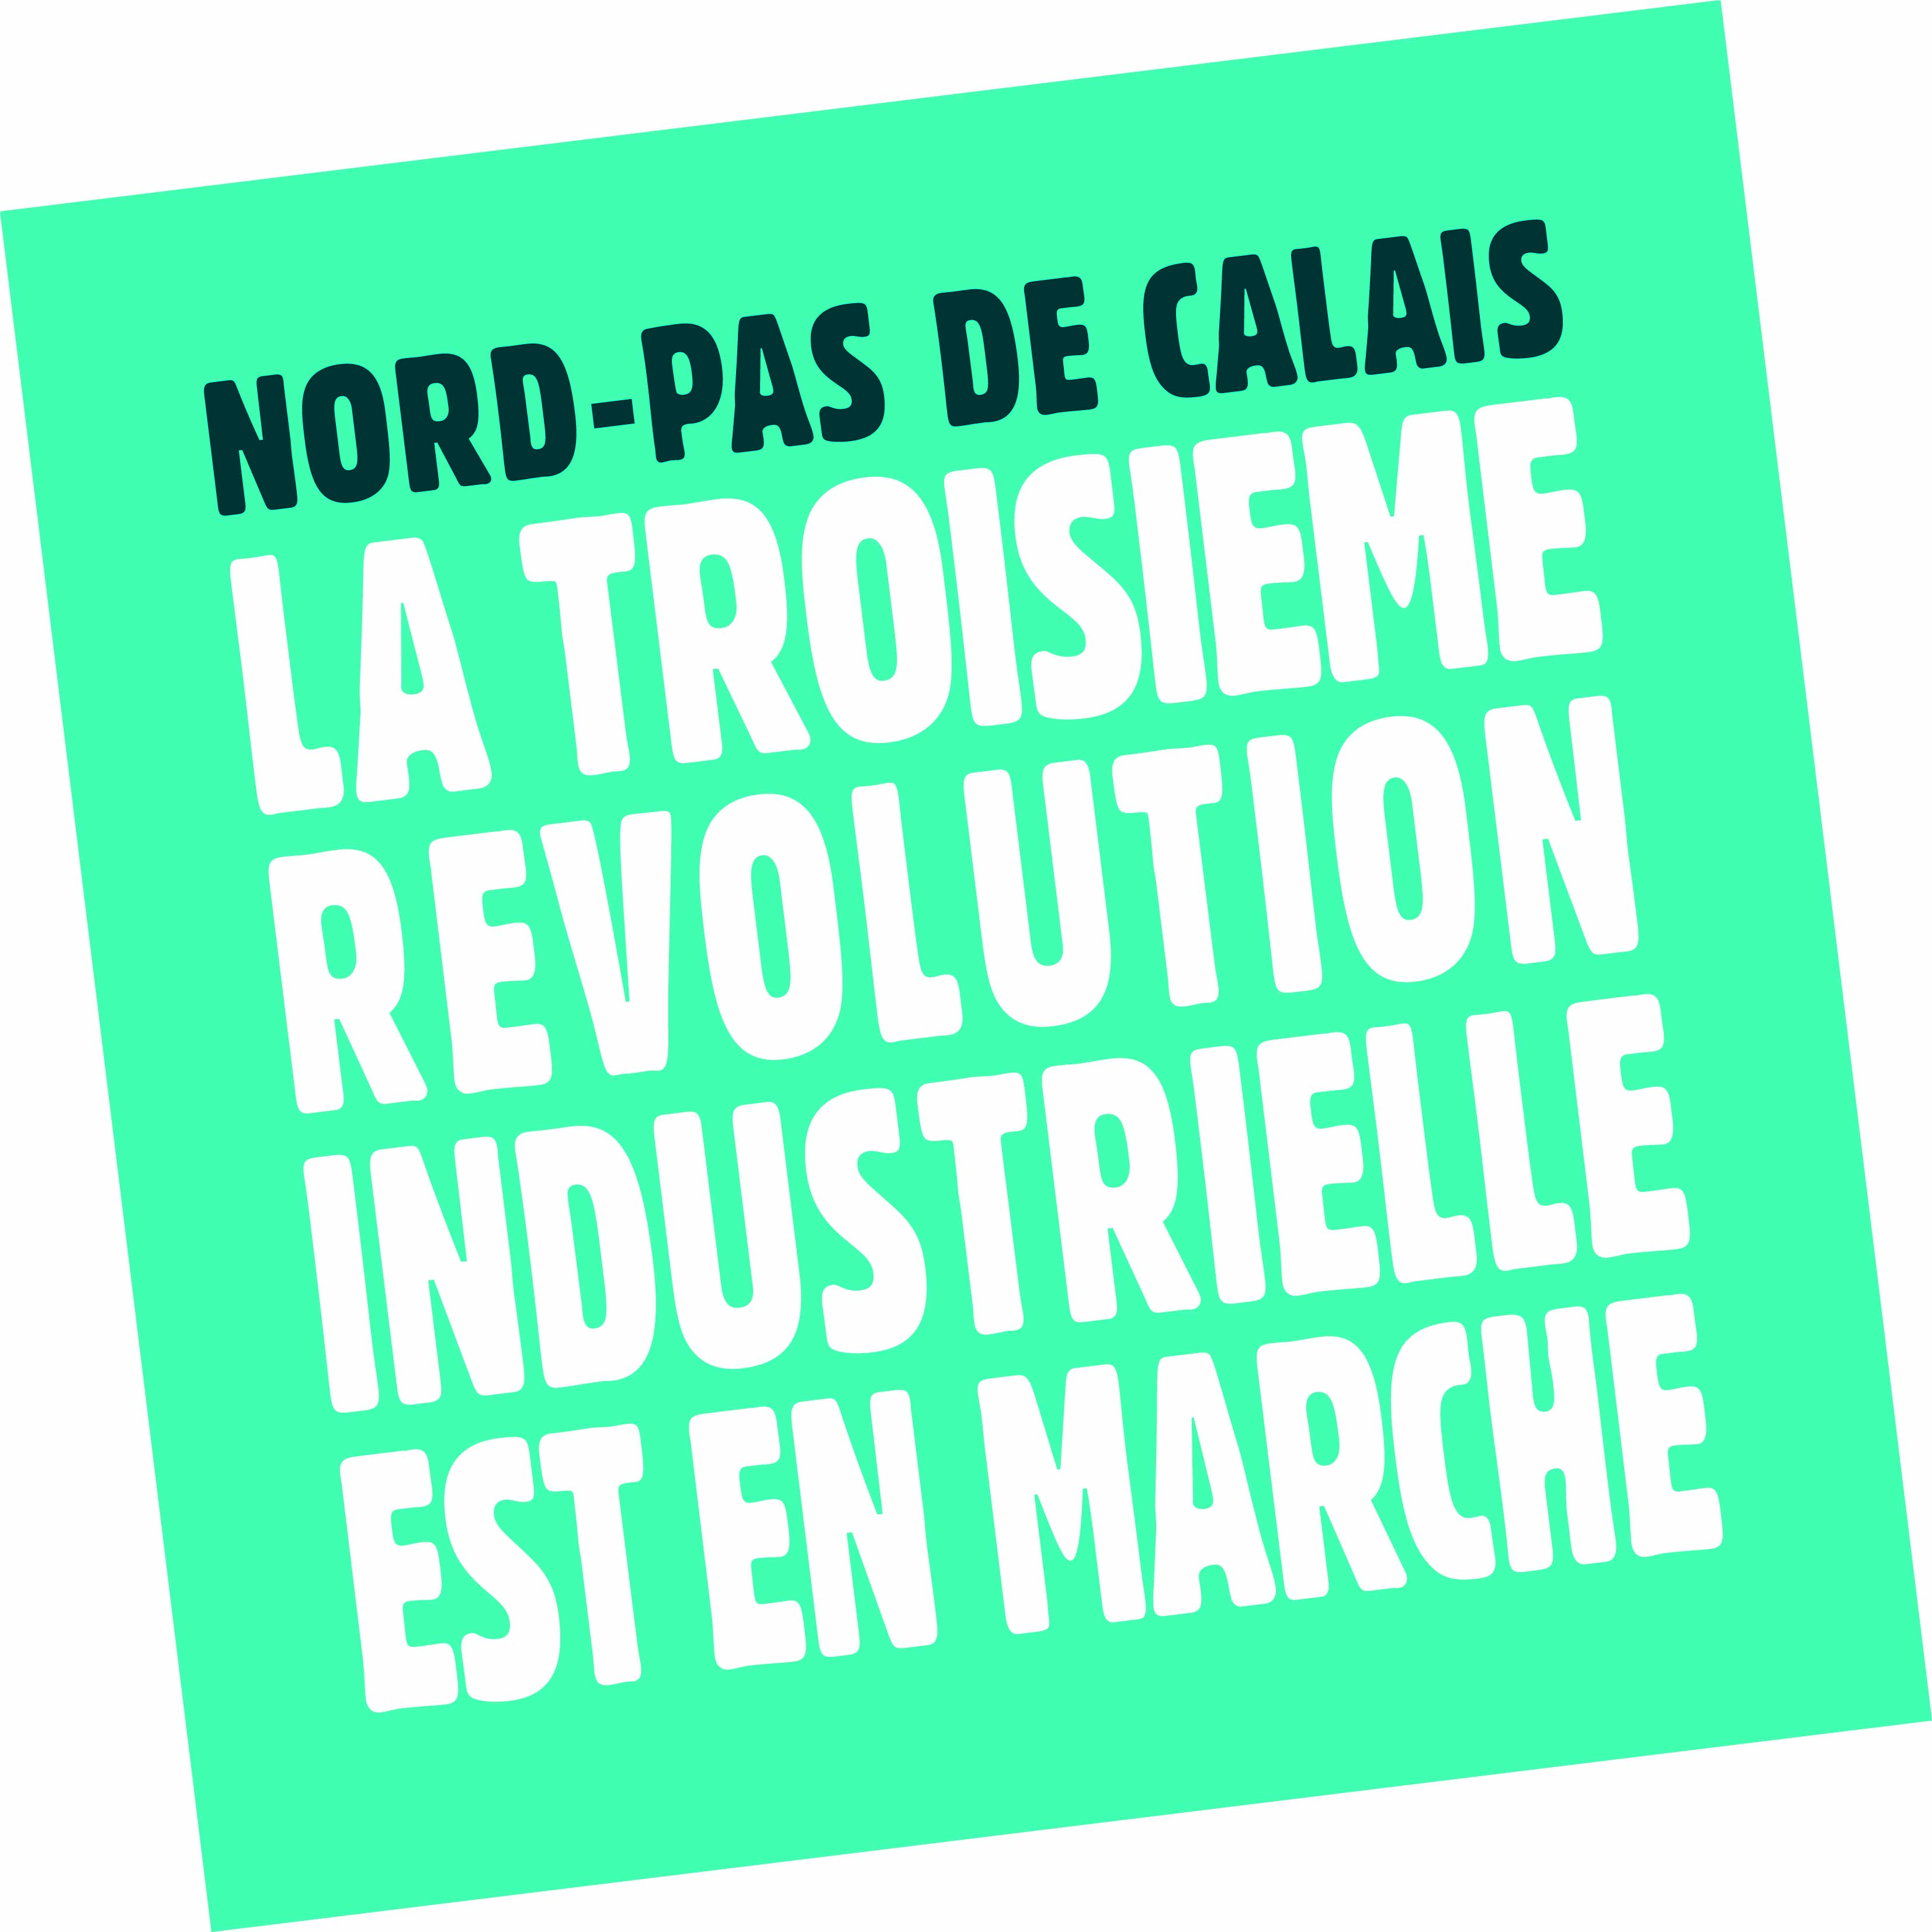 NORD-PAS DE CALAIS
LA TROISIEME
REVOLUTION
INDUSTRIELLE
EST EN MARCHE